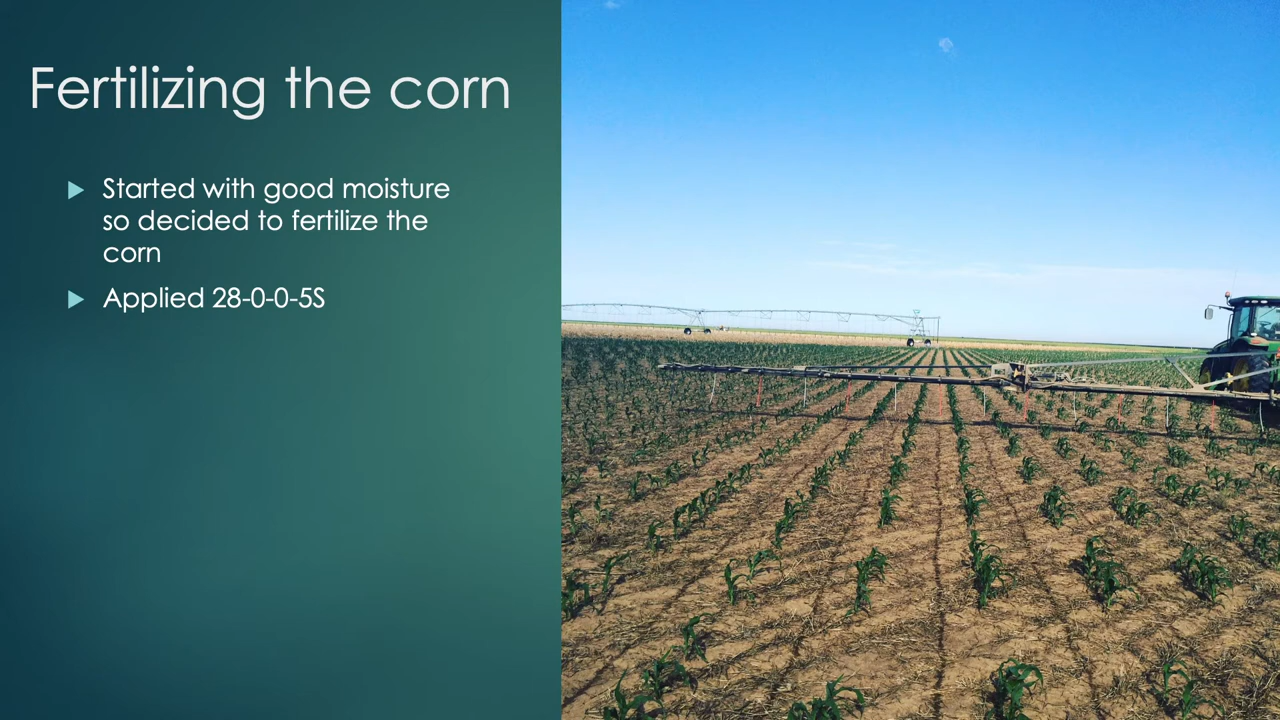 Fertilizing the corn
Started with good moisture
so decided to fertilize the
corn
Applied 28-0-0-5S